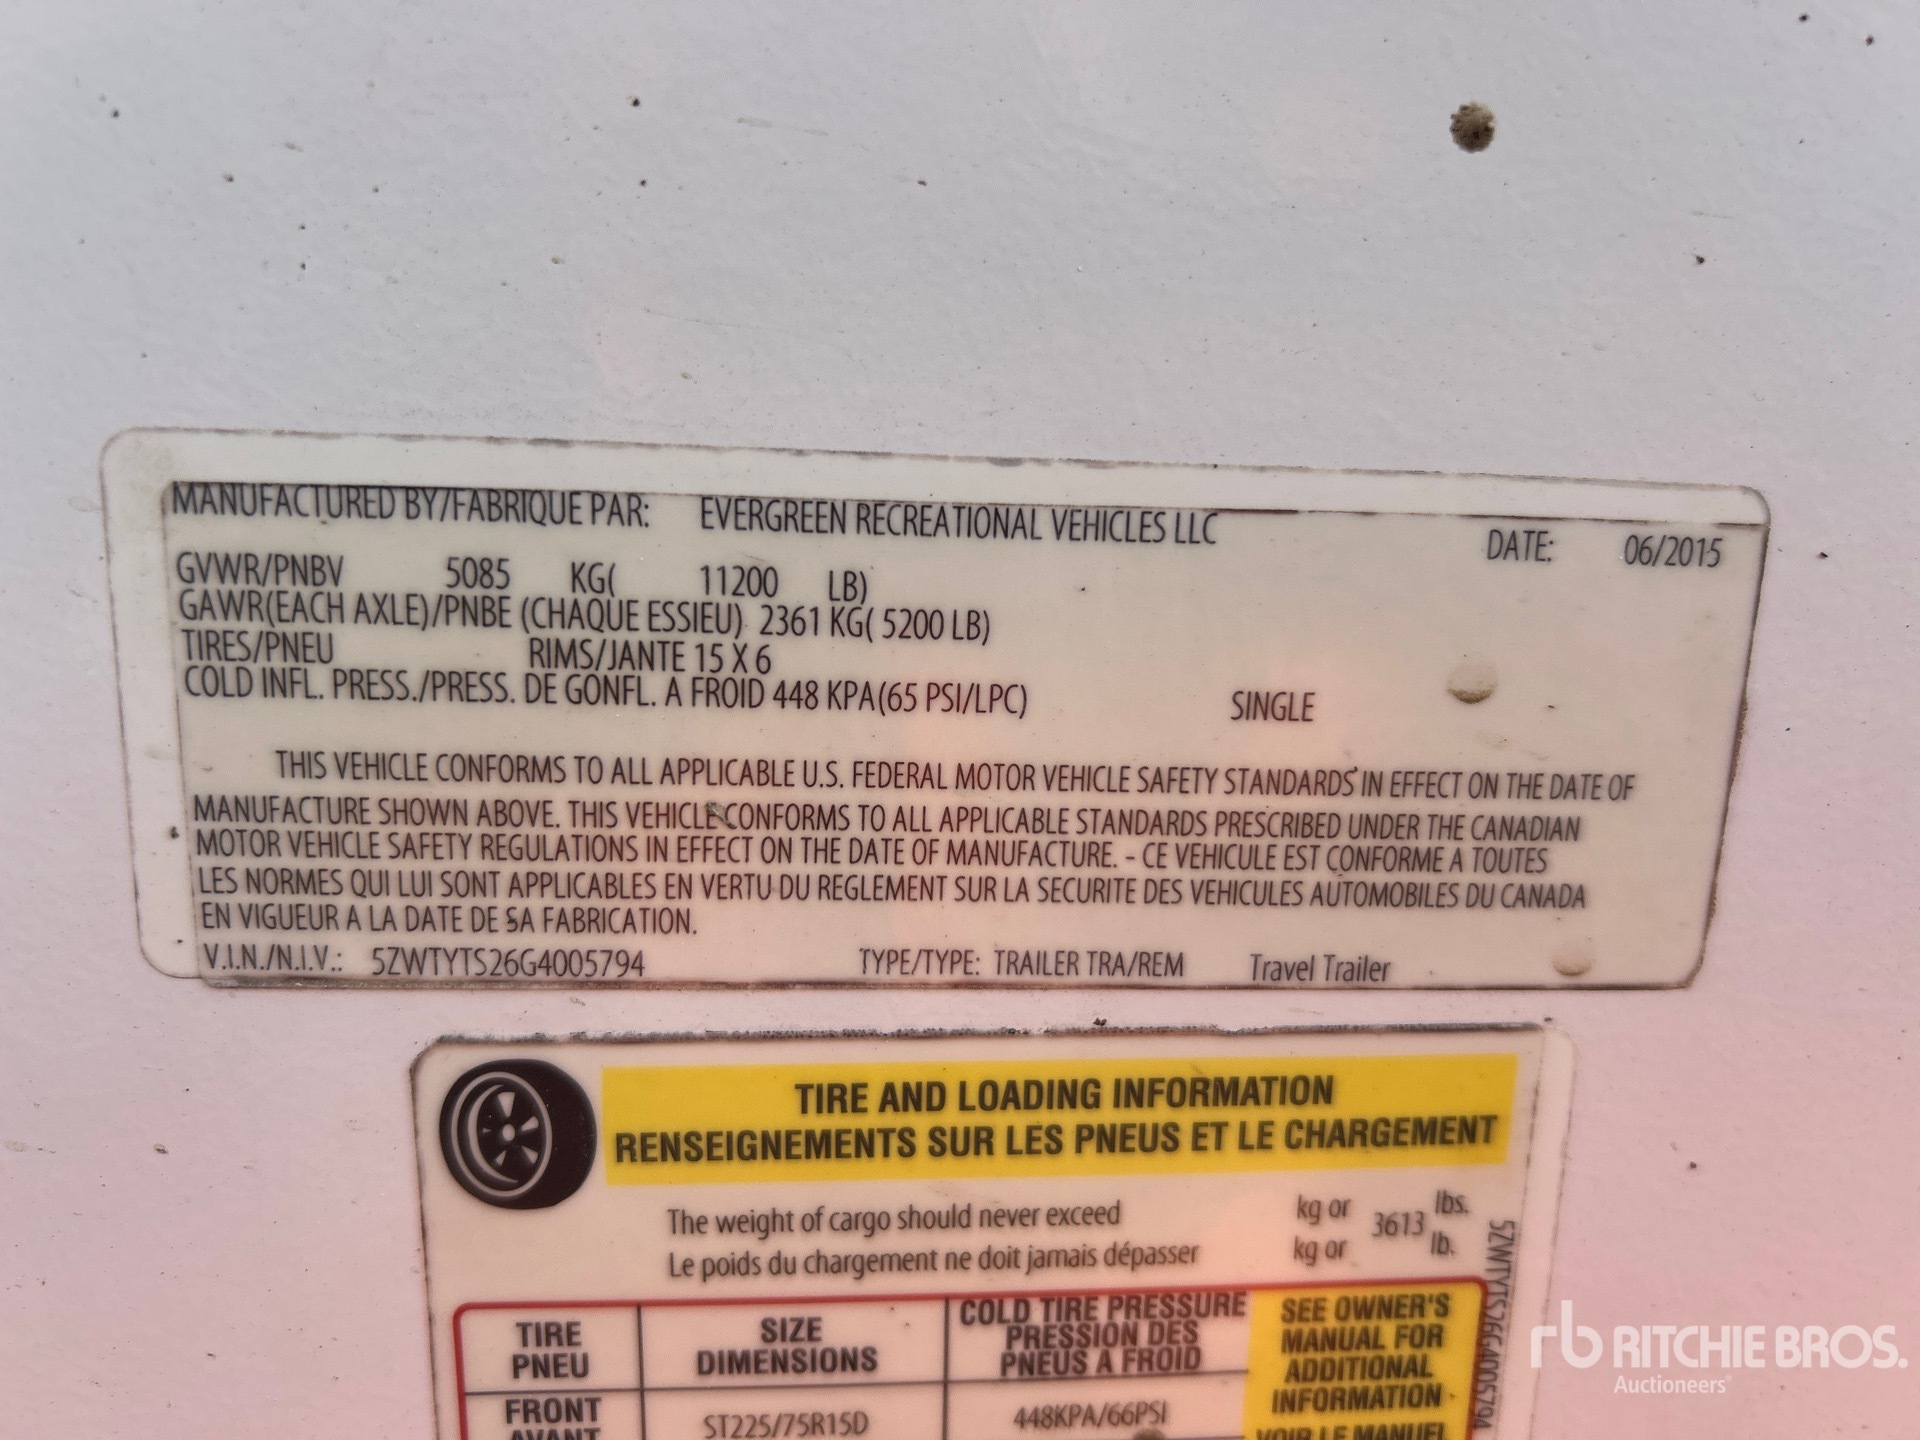 MANUFACTURED BY/FABRIQUE PAR: EVERGREEN RECREATIONAL VEHICLES LLC DATE: 06/2015
GVWR/PNBV 5085 KG( 11200 LB)
GAWR(EACH AXLE)/PNBE (CHAQUE ESSIEU) 2361 KG( 5200 LB)
TIRES/PNEU RIMS/JANTE 15 X 6
COLD INFL. PRESS./PRESS. DE GONFL. A FROID 448 KPA(65 PSI/LPC) SINGLE
THIS VEHICLE CONFORMS TO ALL APPLICABLE U.S. FEDERAL MOTOR VEHICLE SAFETY STANDARDS IN EFFECT ON THE DATE OF
MANUFACTURE SHOWN ABOVE. THIS VEHICLE CONFORMS TO ALL APPLICABLE STANDARDS PRESCRIBED UNDER THE CANADIAN
MOTOR VEHICLE SAFETY REGULATIONS IN EFFECT ON THE DATE OF MANUFACTURE. - CE VEHICULE EST CONFORME A TOUTES
LES NORMES QUI LUI SONT APPLICABLES EN VERTU DU REGLEMENT SUR LA SECURITE DES VEHICULES AUTOMOBILES DU CANADA
EN VIGUEUR A LA DATE DE SA FABRICATION.
V.I.N./N.I.V.: 5ZWTYTS26G4005794 TYPE/TYPE: TRAILER TRA/REM Travel Trailer
TIRE AND LOADING INFORMATION
RENSEIGNEMENTS SUR LES PNEUS ET LE CHARGEMENT
The weight of cargo should never exceed kg or 3613 lbs.
Le poids du chargement ne doit jamais dépasser kg or lb.
5ZWTYTS26G4005794
TIRE
PNEU
SIZE
DIMENSIONS
COLD TIRE PRESSURE
PRESSION DES
PNEUS A FROID
SEE OWNER'S
MANUAL FOR
ADDITIONAL
INFORMATION
VOIR LE MANUEL
FRONT
AVANT
ST225/75R15D
448KPA/66PSI
rb RITCHIE BROS.
Auctioneers